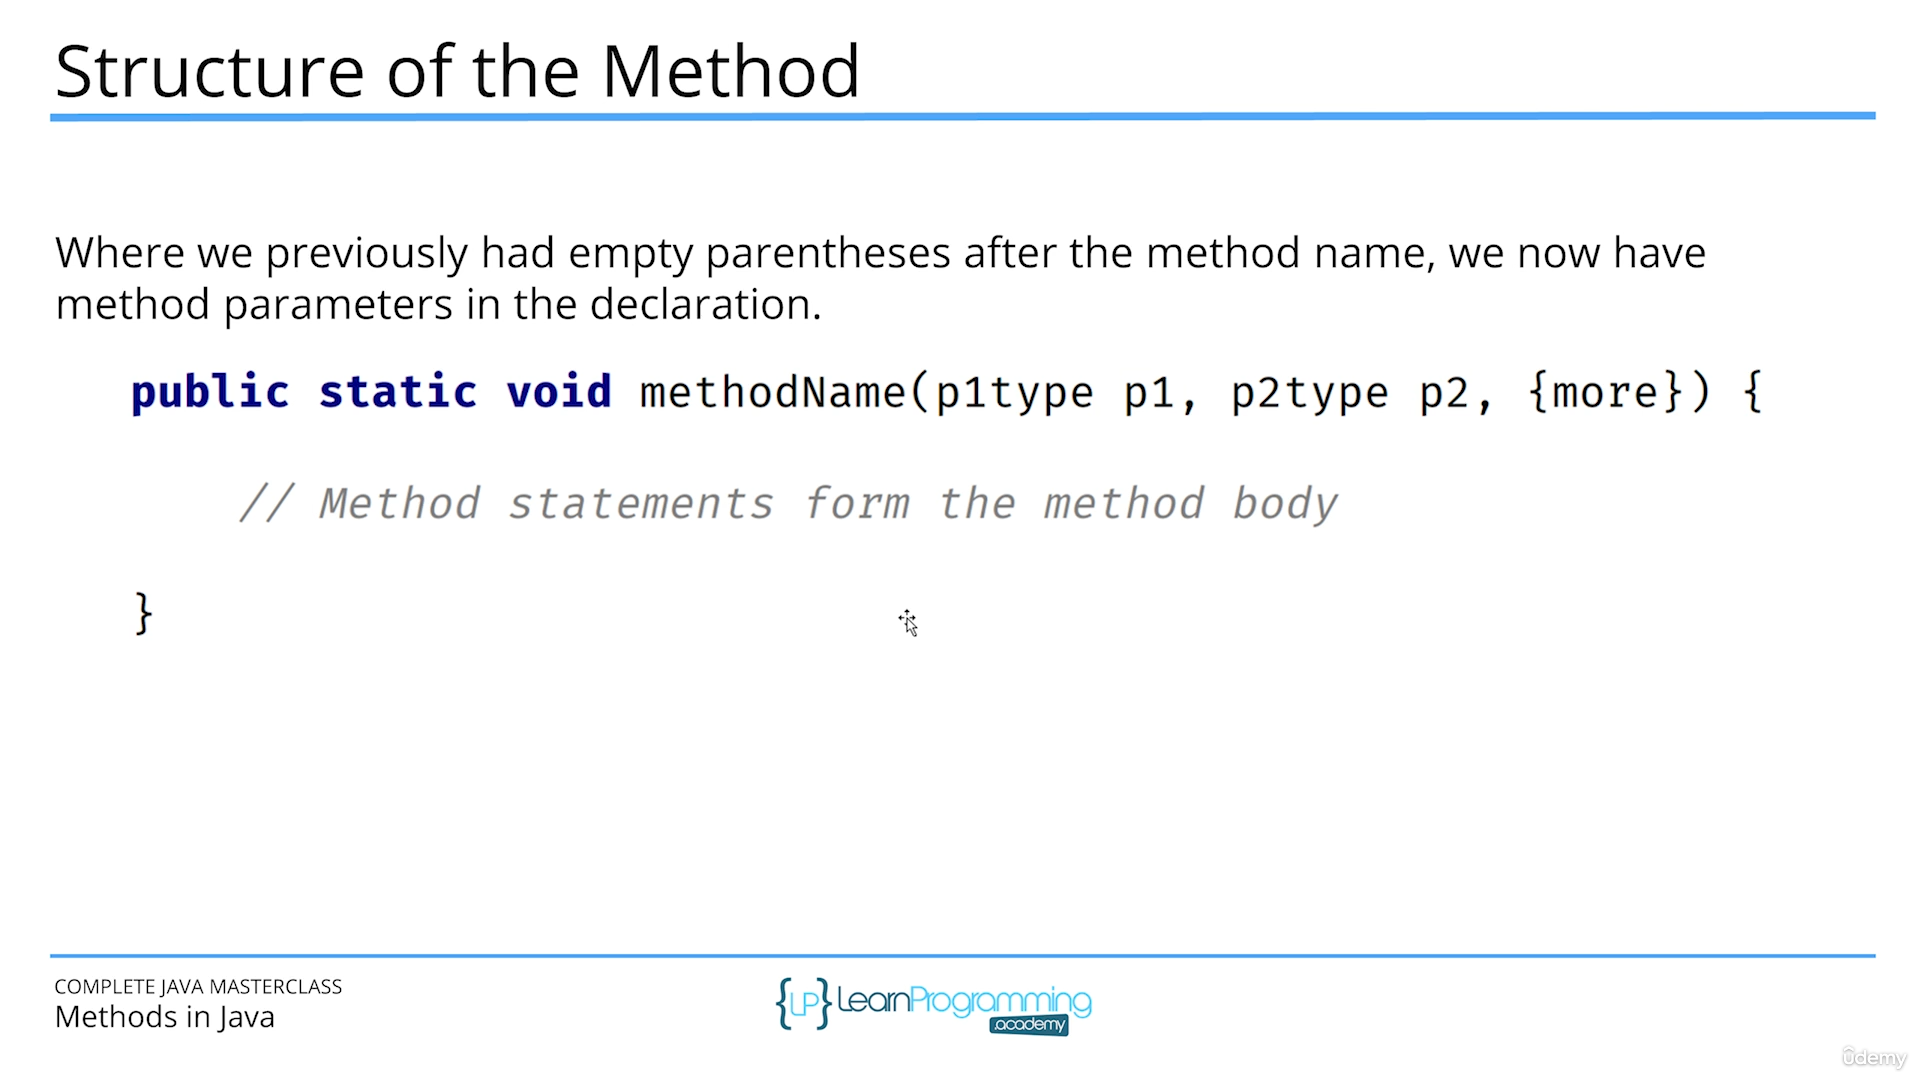 Structure of the Method
Where we previously had empty parentheses after the method name, we now have
method parameters in the declaration.
public static void methodName(p1type p1, p2type p2, {more}) {
// Method statements form the method body
}
COMPLETE JAVA MASTERCLASS
Methods in Java
{LP} LearnProgramming
.academy
ûdemy